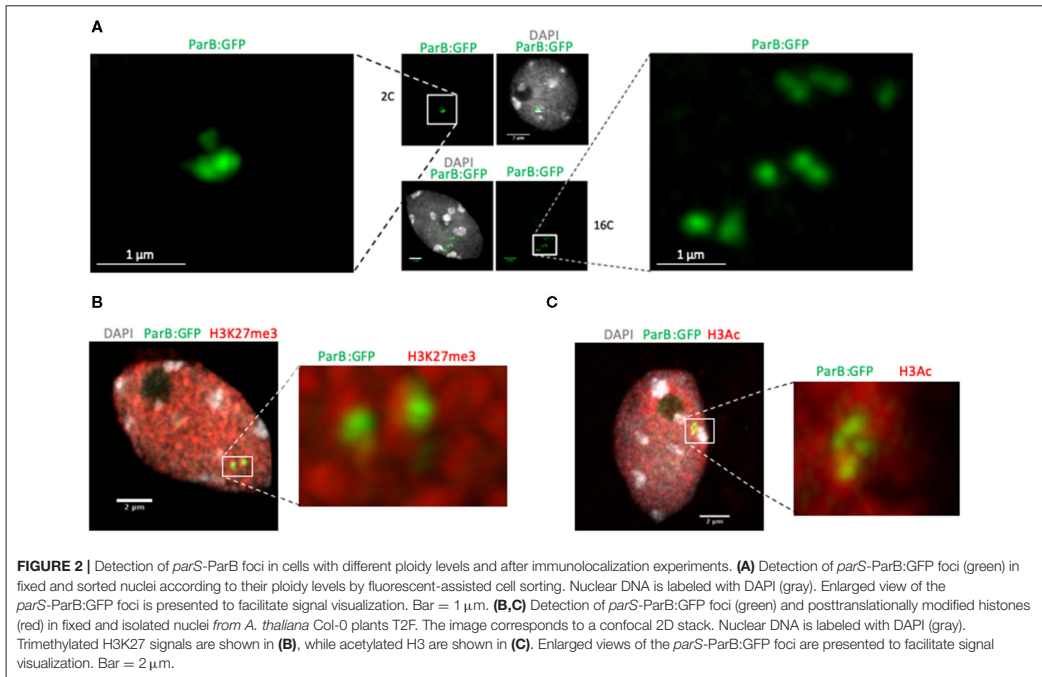 A
ParB:GFP
ParB:GFP
DAPI
ParB:GFP
ParB:GFP
2C
2 µm
DAPI
ParB:GFP
ParB:GFP
16C
1 µm
1 µm
B
C
DAPI ParB:GFP H3K27me3
ParB:GFP H3K27me3
2 µm
DAPI ParB:GFP H3Ac
ParB:GFP H3Ac
2 µm
FIGURE 2 | Detection of parS-ParB foci in cells with different ploidy levels and after immunolocalization experiments. (A) Detection of parS-ParB:GFP foci (green) in
fixed and sorted nuclei according to their ploidy levels by fluorescent-assisted cell sorting. Nuclear DNA is labeled with DAPI (gray). Enlarged view of the
parS-ParB:GFP foci is presented to facilitate signal visualization. Bar = 1 µm. (B,C) Detection of parS-ParB:GFP foci (green) and posttranslationally modified histones
(red) in fixed and isolated nuclei from A. thaliana Col-0 plants T2F. The image corresponds to a confocal 2D stack. Nuclear DNA is labeled with DAPI (gray).
Trimethylated H3K27 signals are shown in (B), while acetylated H3 are shown in (C). Enlarged views of the parS-ParB:GFP foci are presented to facilitate signal
visualization. Bar = 2 µm.